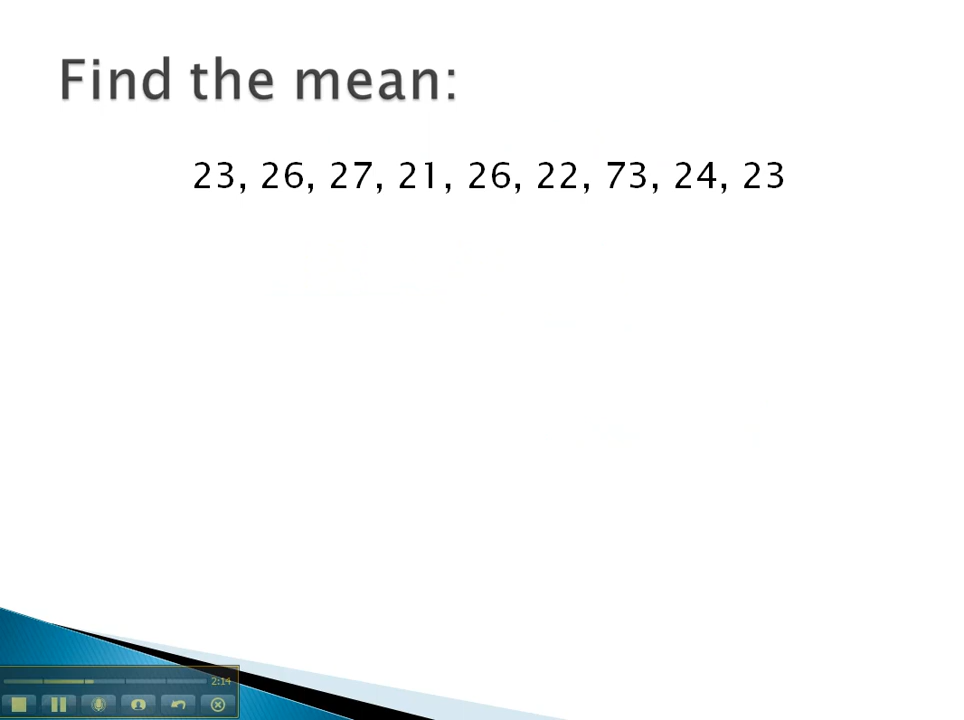 Find the mean:
23, 26, 27, 21, 26, 22, 73, 24, 23
2:14